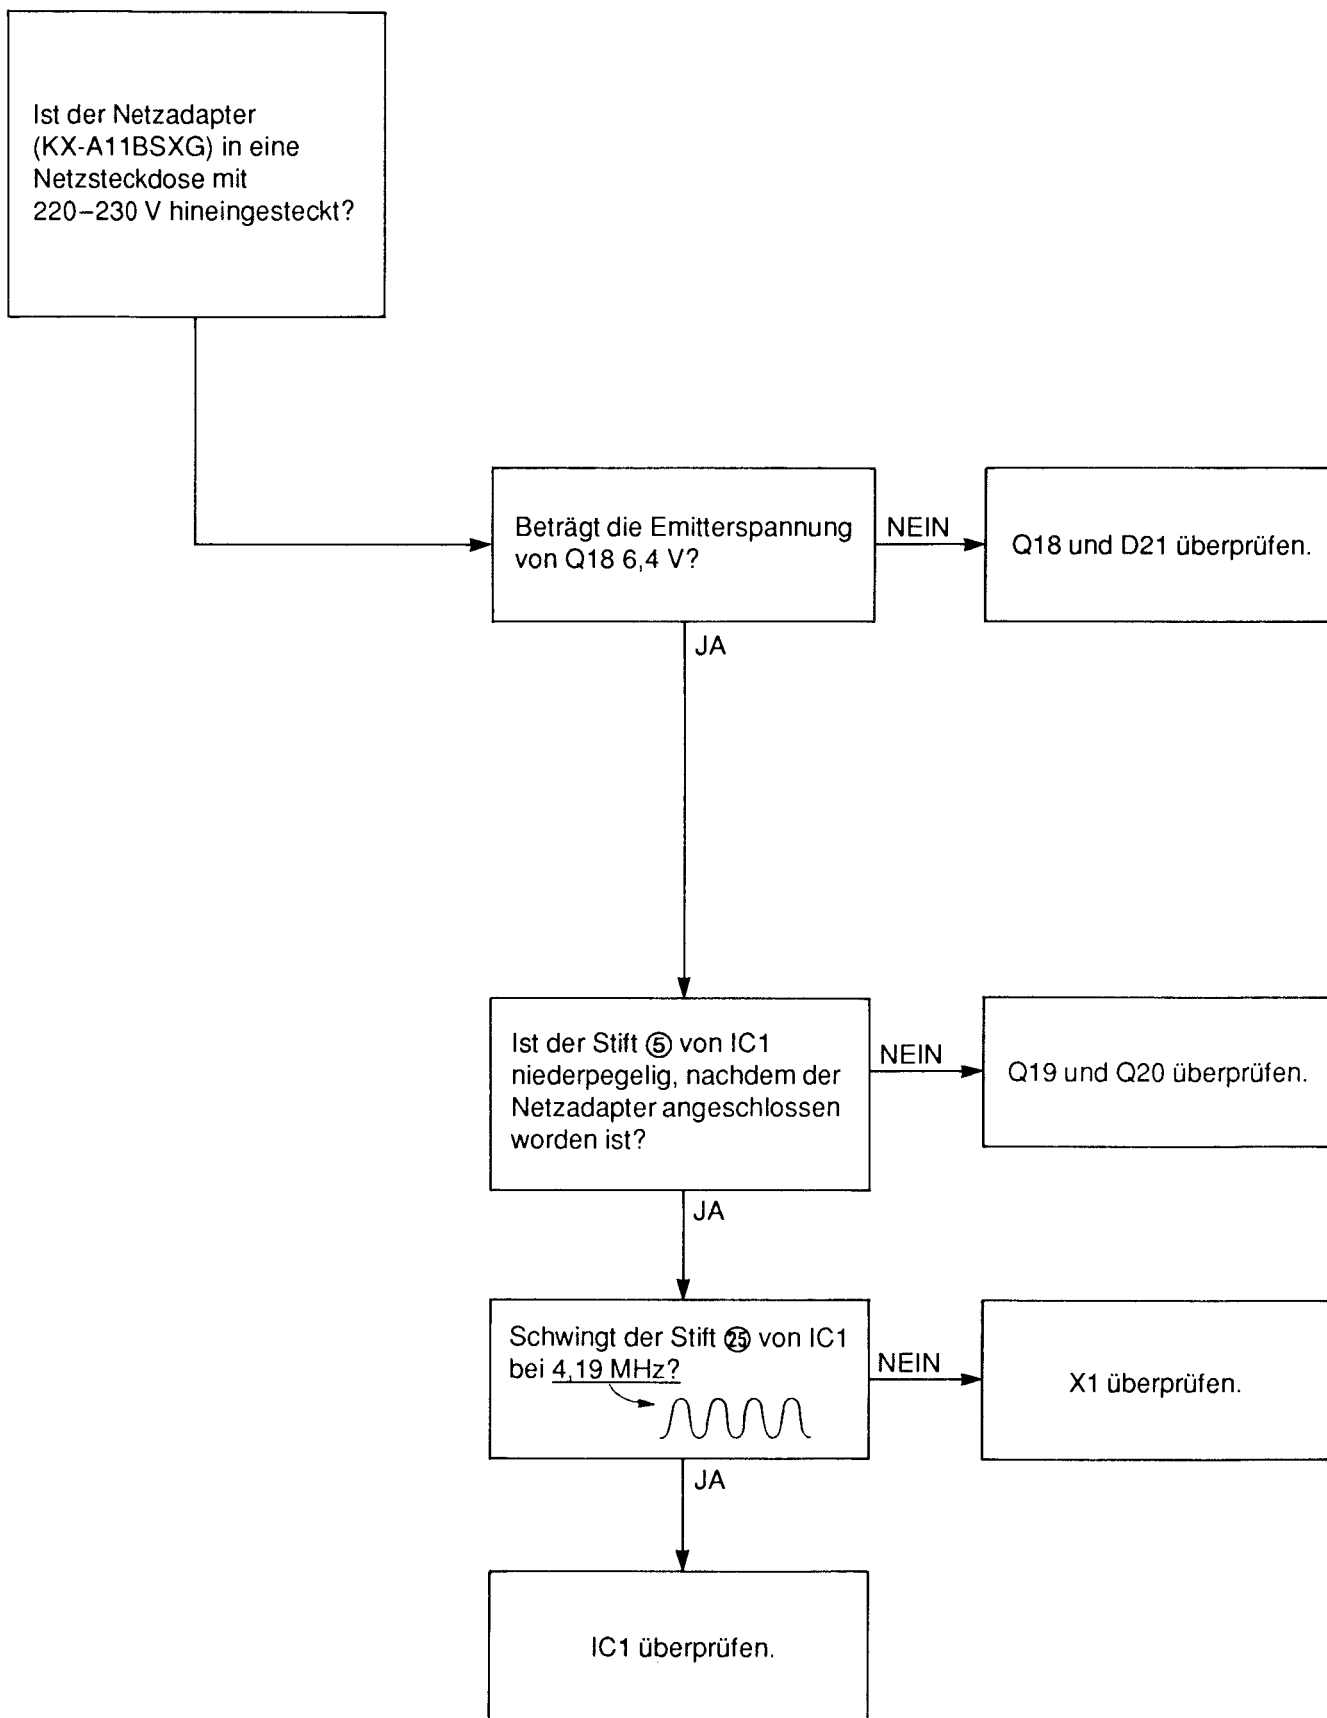 Ist der Netzadapter
(KX-A11BSXG) in eine
Netzsteckdose mit
220–230 V hineingesteckt?
Beträgt die Emitterspannung
von Q18 6,4 V?
NEIN
Q18 und D21 überprüfen.
JA
Ist der Stift ⑤ von IC1
niederpegelig, nachdem der
Netzadapter angeschlossen
worden ist?
NEIN
Q19 und Q20 überprüfen.
JA
Schwingt der Stift ㉕ von IC1
bei 4,19 MHz?
NEIN
X1 überprüfen.
JA
IC1 überprüfen.